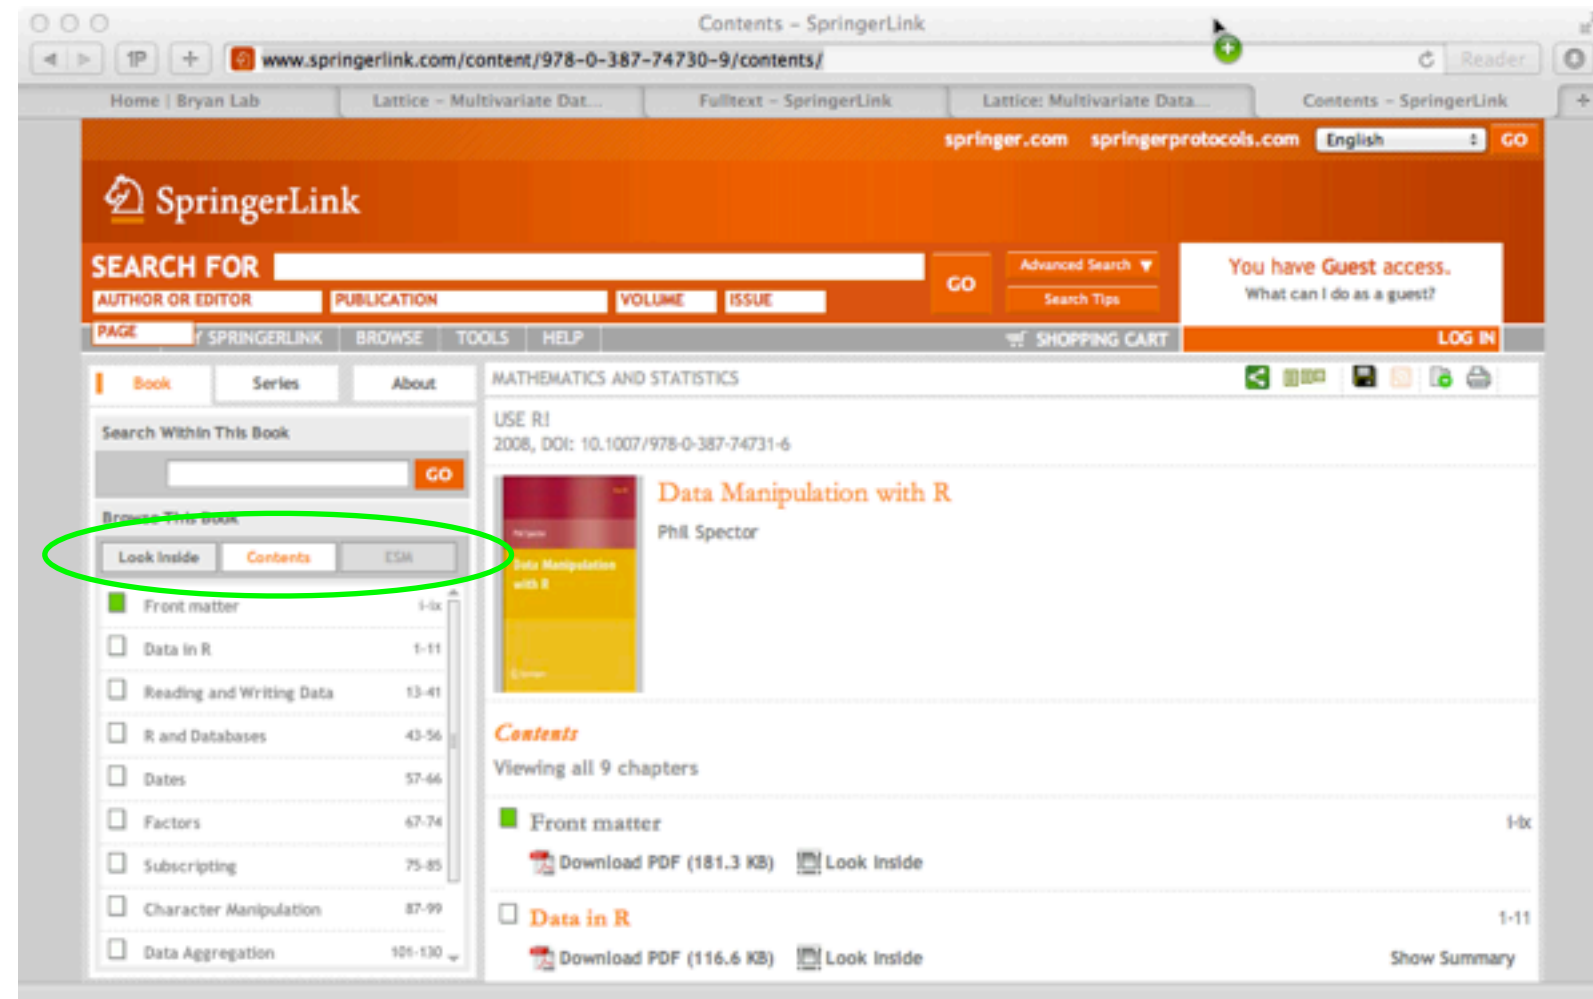 Contents – SpringerLink
1P + www.springerlink.com/content/978-0-387-74730-9/contents/ Reader
Home | Bryan Lab Lattice – Multivariate Dat... Fulltext – SpringerLink Lattice: Multivariate Data... Contents – SpringerLink +
springer.com springerprotocols.com English GO
SpringerLink
SEARCH FOR GO Advanced Search
AUTHOR OR EDITOR PUBLICATION VOLUME ISSUE Search Tips
You have Guest access.
What can I do as a guest?
PAGE Y SPRINGERLINK BROWSE TOOLS HELP SHOPPING CART LOG IN
Book Series About
Search Within This Book
GO
Browse This Book
Look Inside Contents ESM
Front matter i-ix
Data in R 1-11
Reading and Writing Data 13-41
R and Databases 43-56
Dates 57-66
Factors 67-74
Subscripting 75-85
Character Manipulation 87-99
Data Aggregation 101-130
MATHEMATICS AND STATISTICS
USE R!
2008, DOI: 10.1007/978-0-387-74731-6
Data Manipulation
with R
Springer
Data Manipulation with R
Phil Spector
Contents
Viewing all 9 chapters
Front matter i-ix
Download PDF (181.3 KB) Look Inside
Data in R 1-11
Download PDF (116.6 KB) Look Inside Show Summary